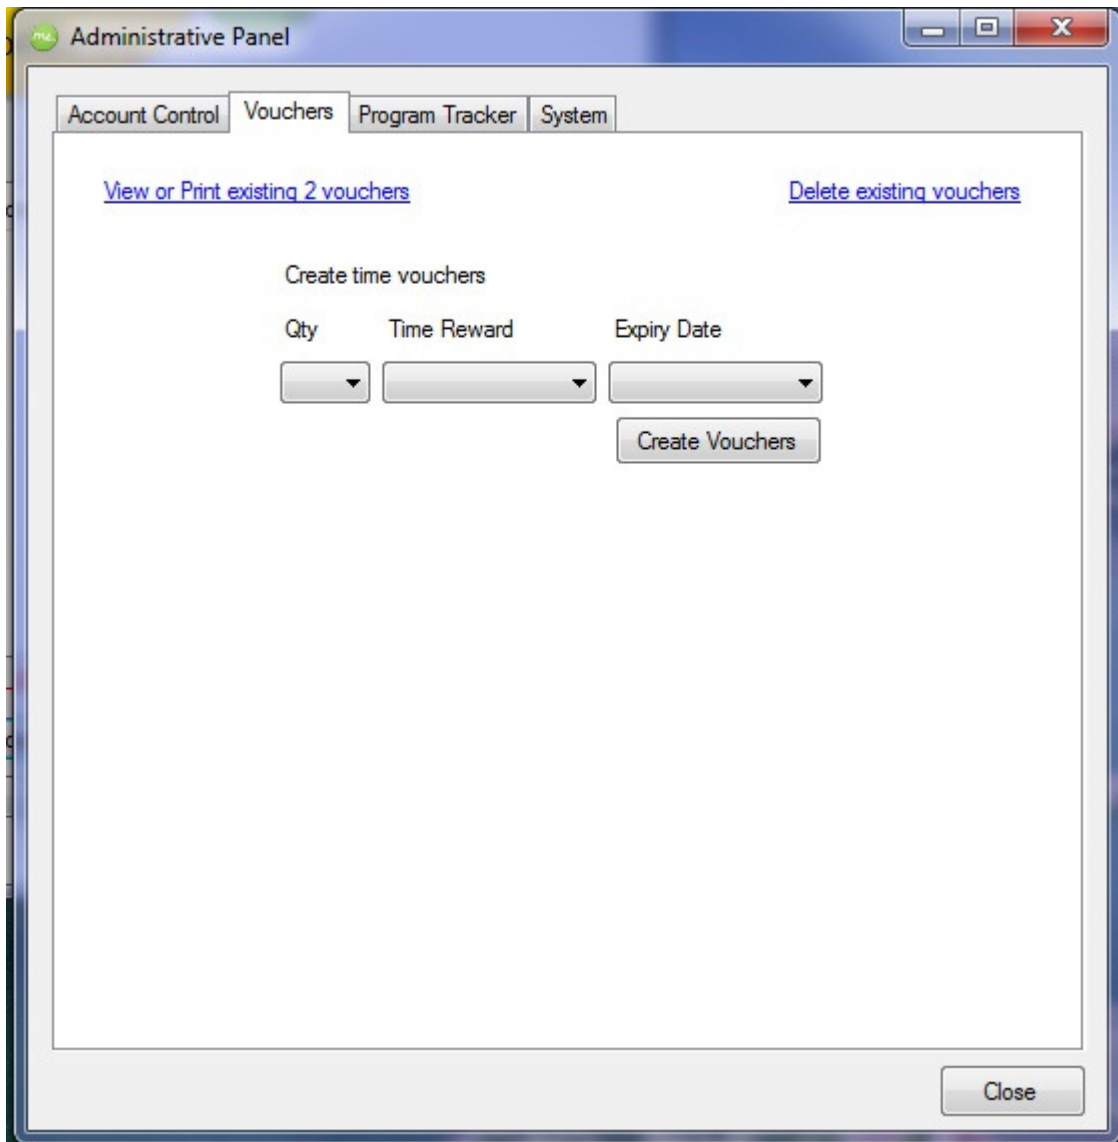 Administrative Panel
Account Control Vouchers Program Tracker System
View or Print existing 2 vouchers Delete existing vouchers
Create time vouchers
Qty Time Reward Expiry Date
Create Vouchers
Close